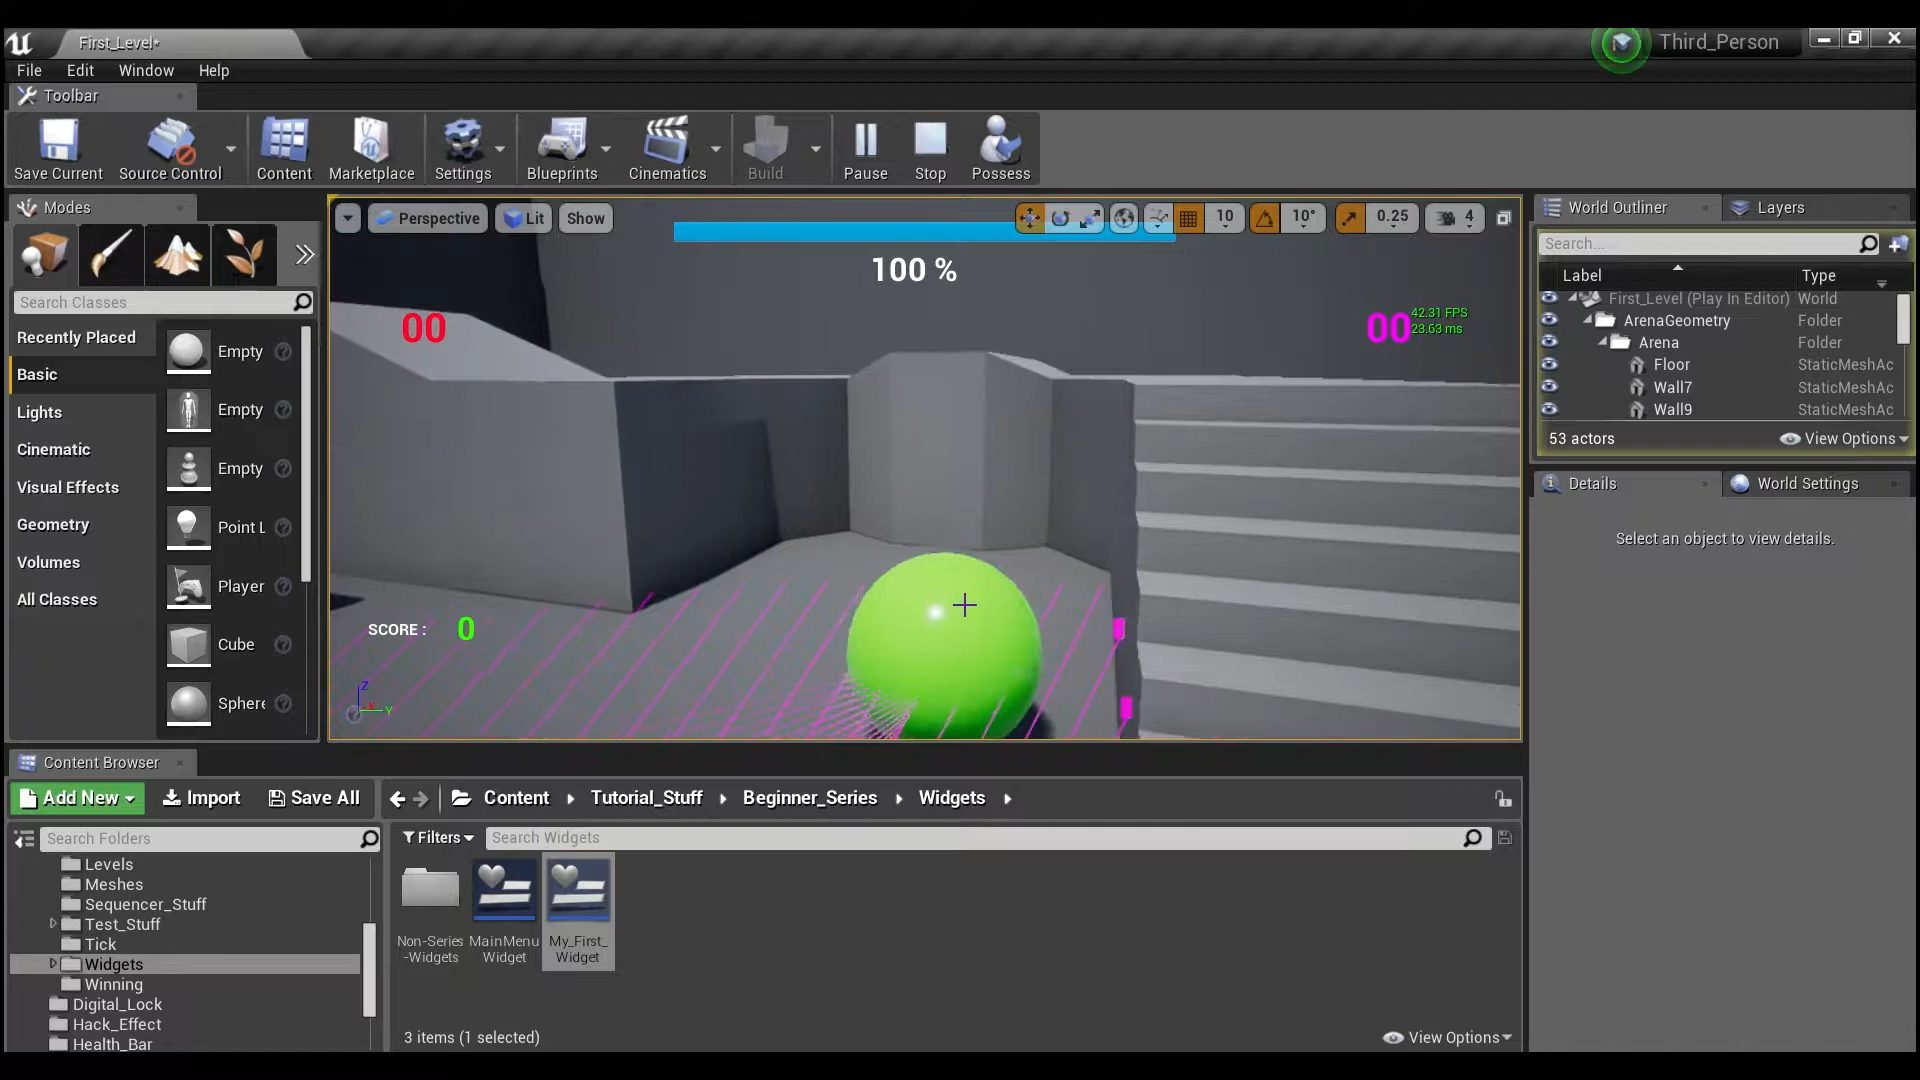 First_Level*
Third_Person
File Edit Window Help
Toolbar
Save Current Source Control Content Marketplace Settings Blueprints Cinematics Build Pause Stop Possess
Modes
Search Classes
Recently Placed
Basic
Lights
Cinematic
Visual Effects
Geometry
Volumes
All Classes
Empty
Empty
Empty
Point L
Player
Cube
Sphere
Perspective Lit Show
10 10° 0.25 4
100 %
00
00
42.31 FPS
23.63 ms
SCORE : 0
Z
X
Y
World Outliner Layers
Search...
Label Type
First_Level (Play In Editor) World
ArenaGeometry Folder
Arena Folder
Floor StaticMeshAc
Wall7 StaticMeshAc
Wall9 StaticMeshAc
53 actors View Options
Details World Settings
Select an object to view details.
Content Browser
Add New Import Save All
Content Tutorial_Stuff Beginner_Series Widgets
Search Folders
Levels
Meshes
Sequencer_Stuff
Test_Stuff
Tick
Widgets
Winning
Digital_Lock
Hack_Effect
Health_Bar
Filters Search Widgets
Non-Series
-Widgets
MainMenu
Widget
My_First_
Widget
3 items (1 selected)
View Options